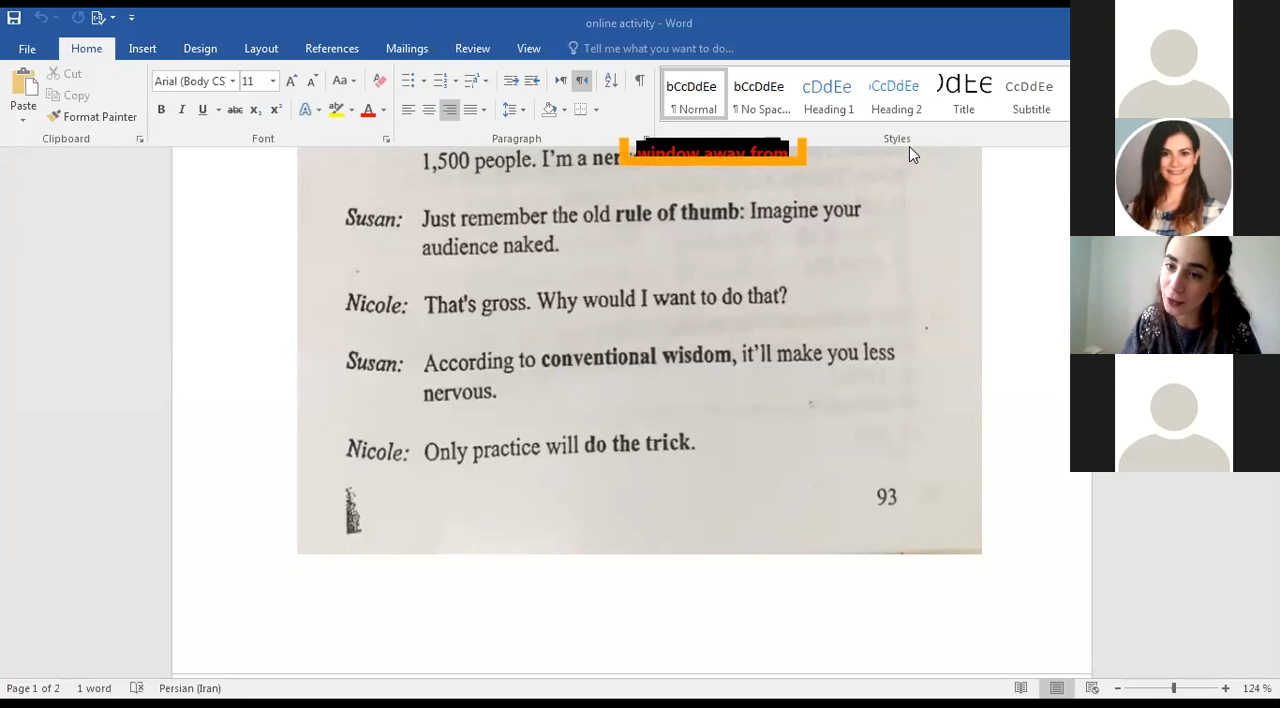 online activity - Word
File Home Insert Design Layout References Mailings Review View Tell me what you want to do...
Paste
Cut
Copy
Format Painter
Clipboard
Arial (Body CS 11
Font
Paragraph
bCcDdEe bCcDdEe cDdEe CcDdEe CcDdEe
¶ Normal ¶ No Spac... Heading 1 Heading 2 Title Subtitle
Styles
window away from
1,500 people. I'm a
Susan: Just remember the old rule of thumb: Imagine your
audience naked.
Nicole: That's gross. Why would I want to do that?
Susan: According to conventional wisdom, it'll make you less
nervous.
Nicole: Only practice will do the trick.
93
Page 1 of 2 1 word Persian (Iran) 124 %